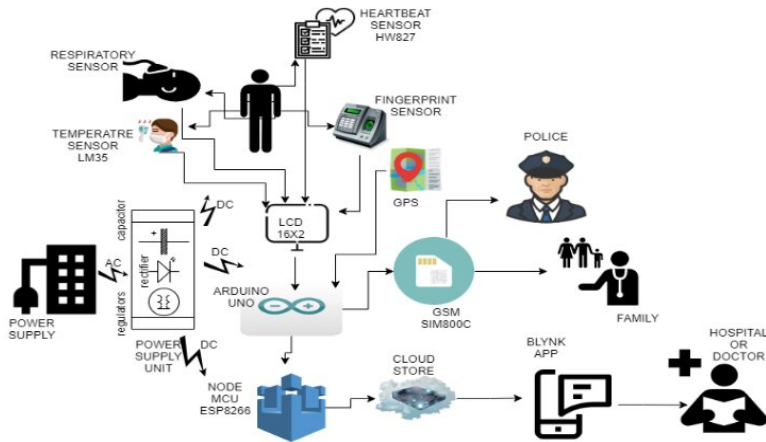 HEARTBEAT
SENSOR
HW827
RESPIRATORY
SENSOR
FINGERPRINT
SENSOR
TEMPERATRE
SENSOR
LM35
POLICE
GPS
capacitor
rectifier
regulators
DC
LCD
16X2
DC
AC
ARDUINO
UNO
GSM
SIM800C
FAMILY
POWER
SUPPLY
POWER
SUPPLY
UNIT
DC
NODE
MCU
ESP8266
CLOUD
STORE
BLYNK
APP
HOSPITAL
OR
DOCTOR